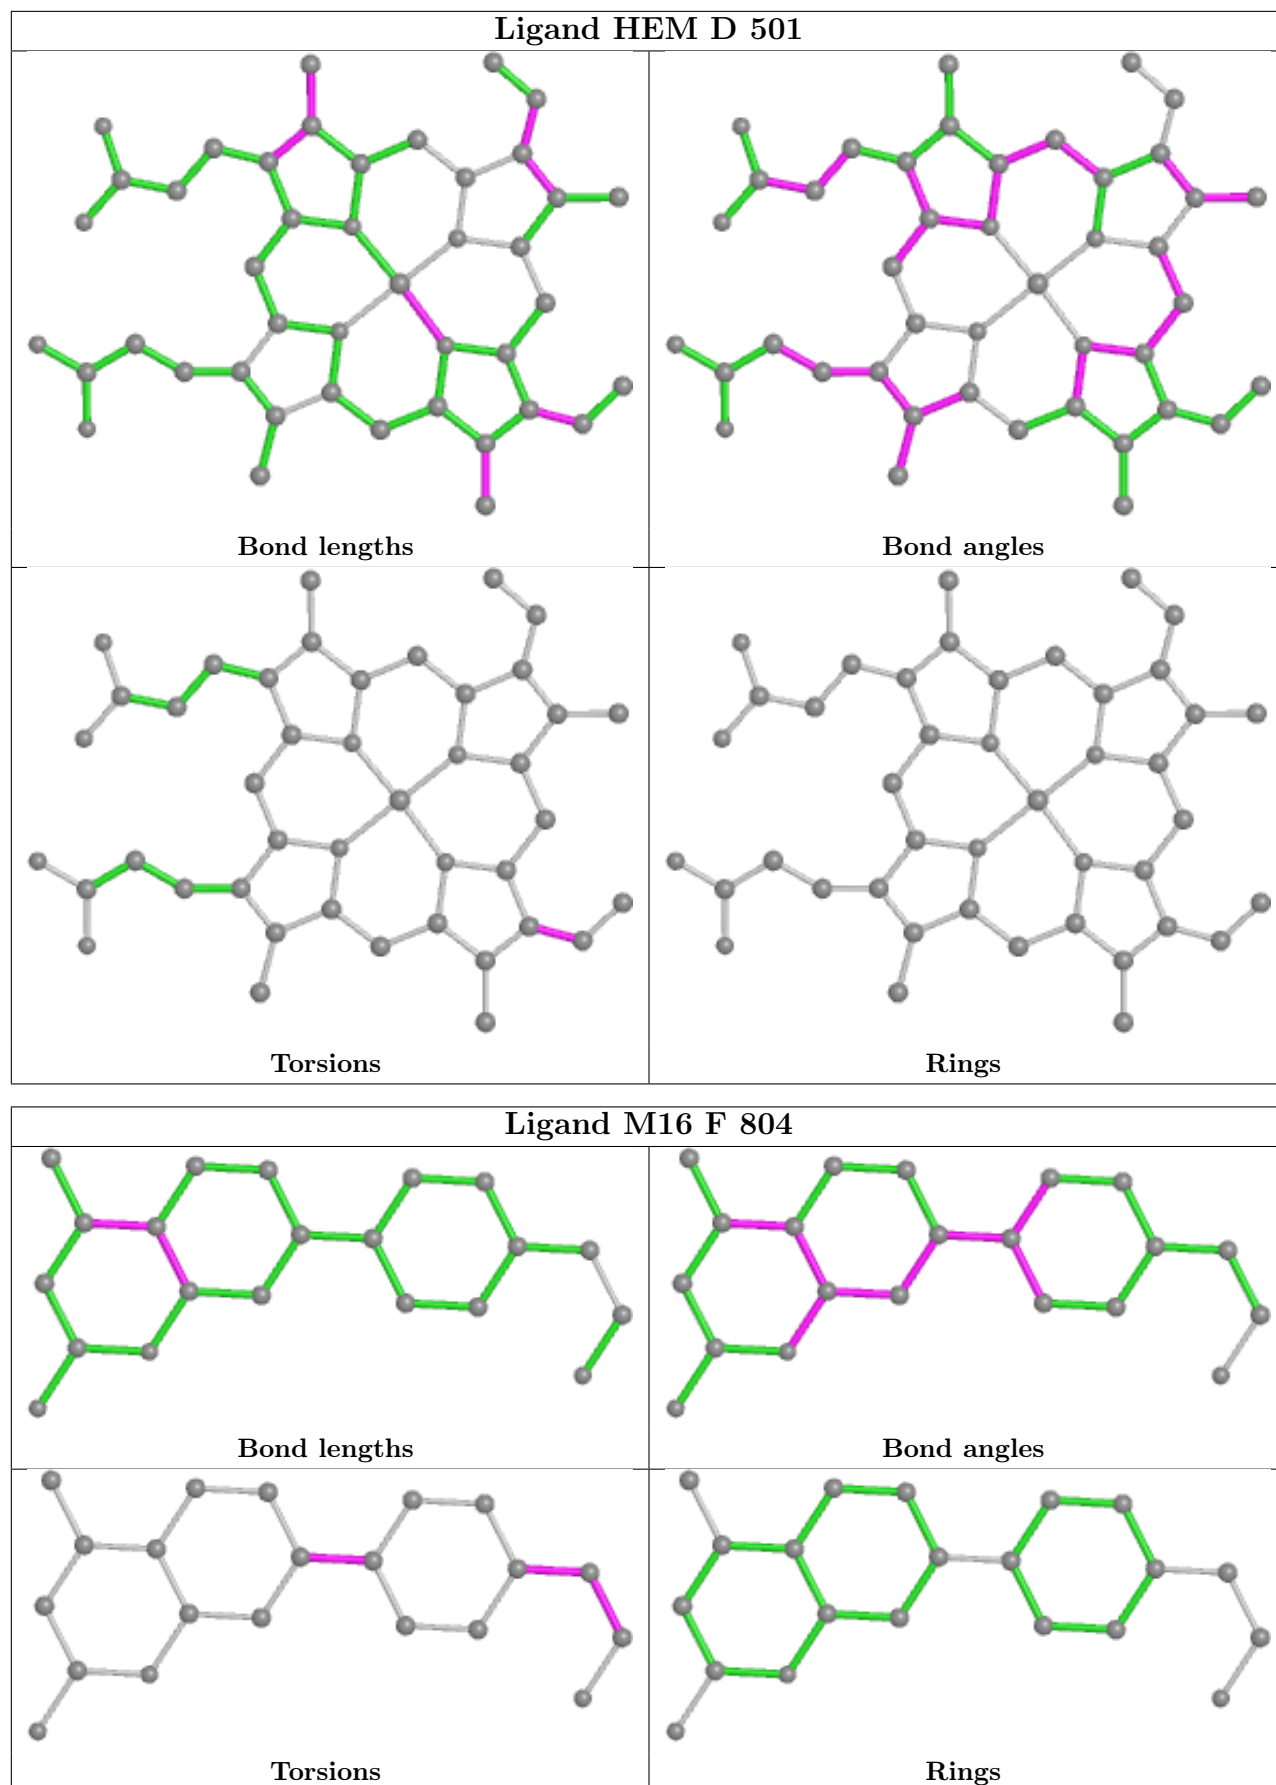 Ligand HEM D 501
Bond lengths
Bond angles
Torsions
Rings
Ligand M16 F 804
Bond lengths
Bond angles
Torsions
Rings